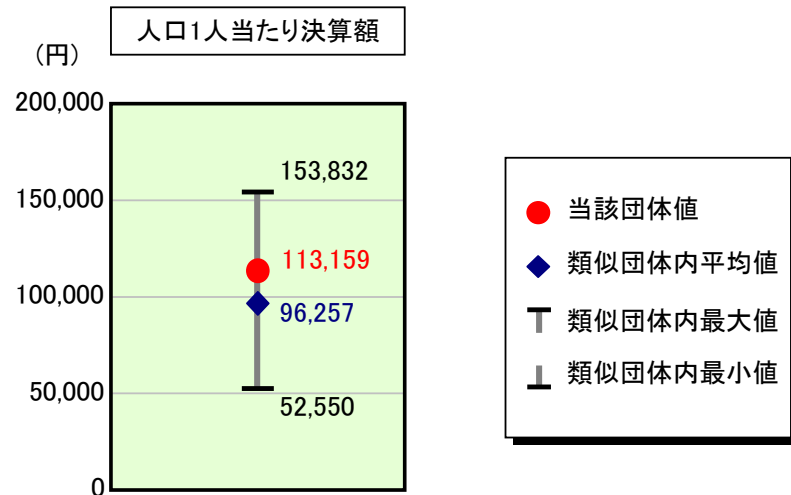 人口1人当たり決算額
(円)
200,000
150,000
100,000
50,000
0
153,832
113,159
96,257
52,550
当該団体値
類似団体内平均値
類似団体内最大値
類似団体内最小値